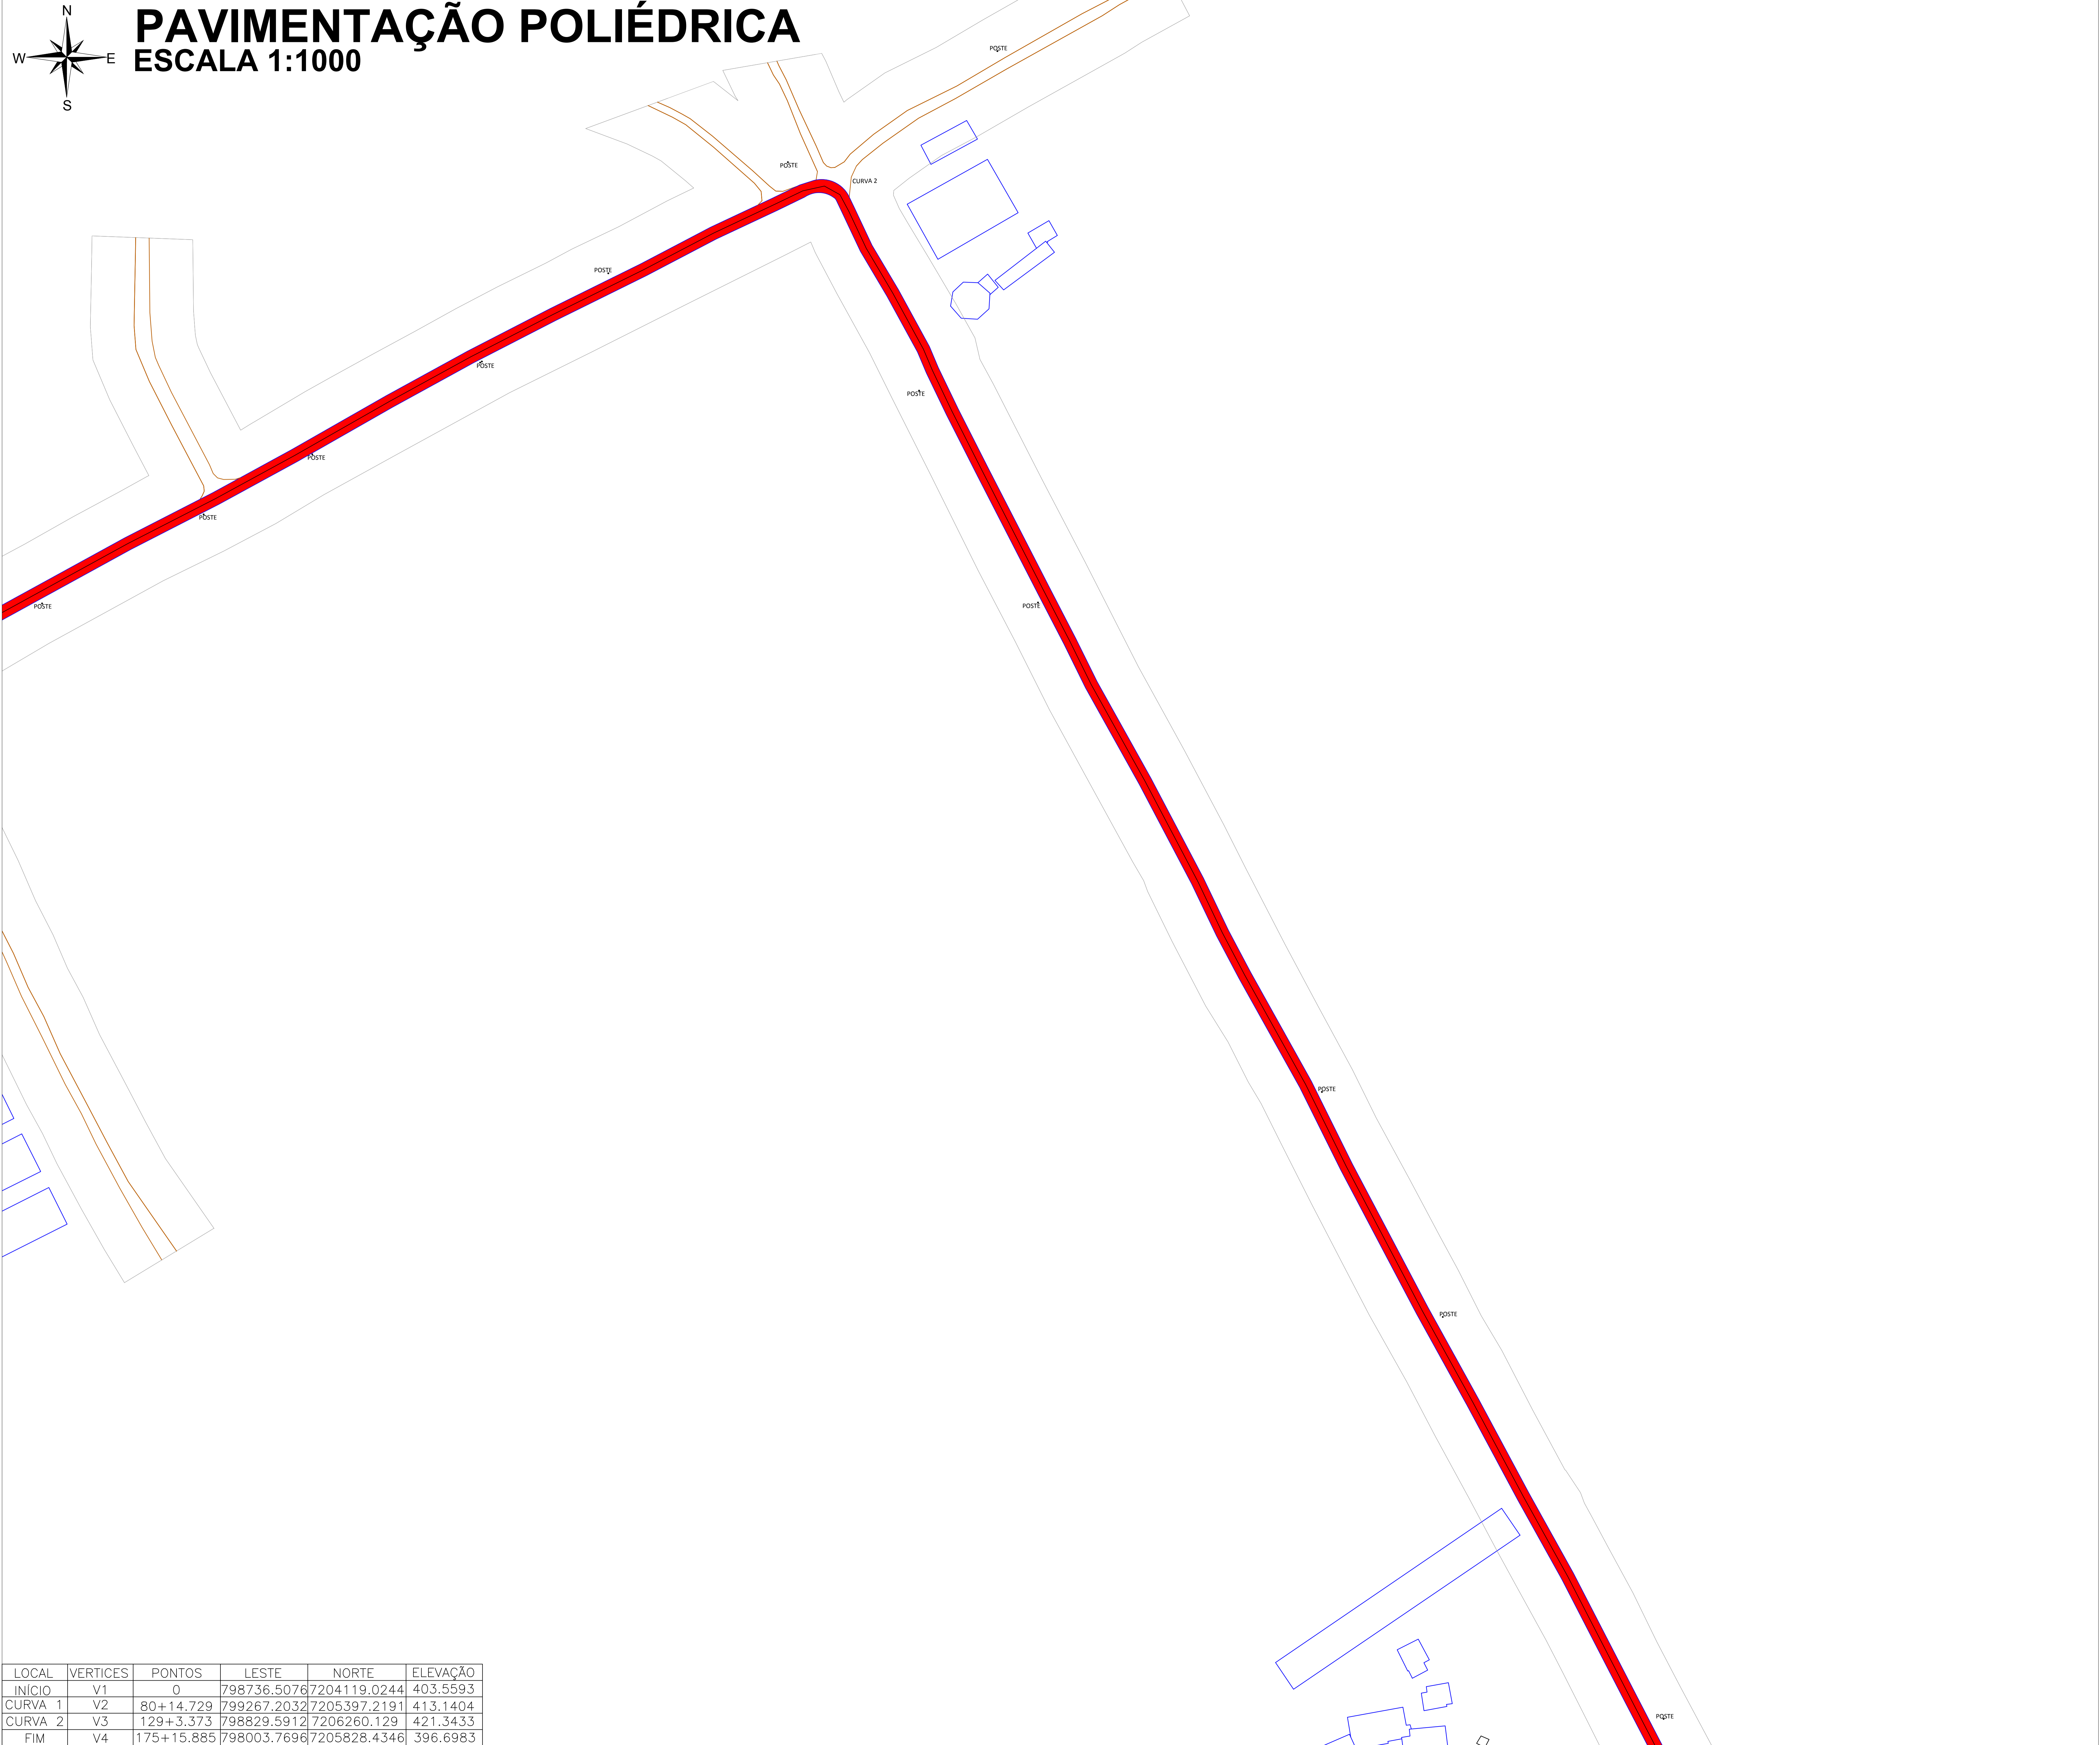 N
PAVIMENTAÇÃO POLIÉDRICA
W E
ESCALA 1:1000
S
POSTE
POSTE
CURVA 2
POSTE
POSTE
POSTE
POSTE
POSTE
POSTE
POSTE
POSTE
POSTE
POSTE
LOCAL VERTICES PONTOS LESTE NORTE ELEVAÇÃO
INÍCIO V1 0 798736.5076 7204119.0244 403.5593
CURVA 1 V2 80+14.729 799267.2032 7205397.2191 413.1404
CURVA 2 V3 129+3.373 798829.5912 7206260.129 421.3433
FIM V4 175+15.885 798003.7696 7205828.4346 396.6983